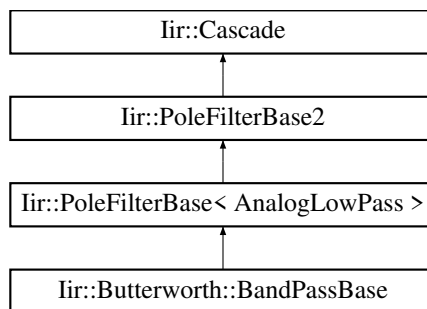 Iir::Cascade
Iir::PoleFilterBase2
Iir::PoleFilterBase< AnalogLowPass >
Iir::Butterworth::BandPassBase